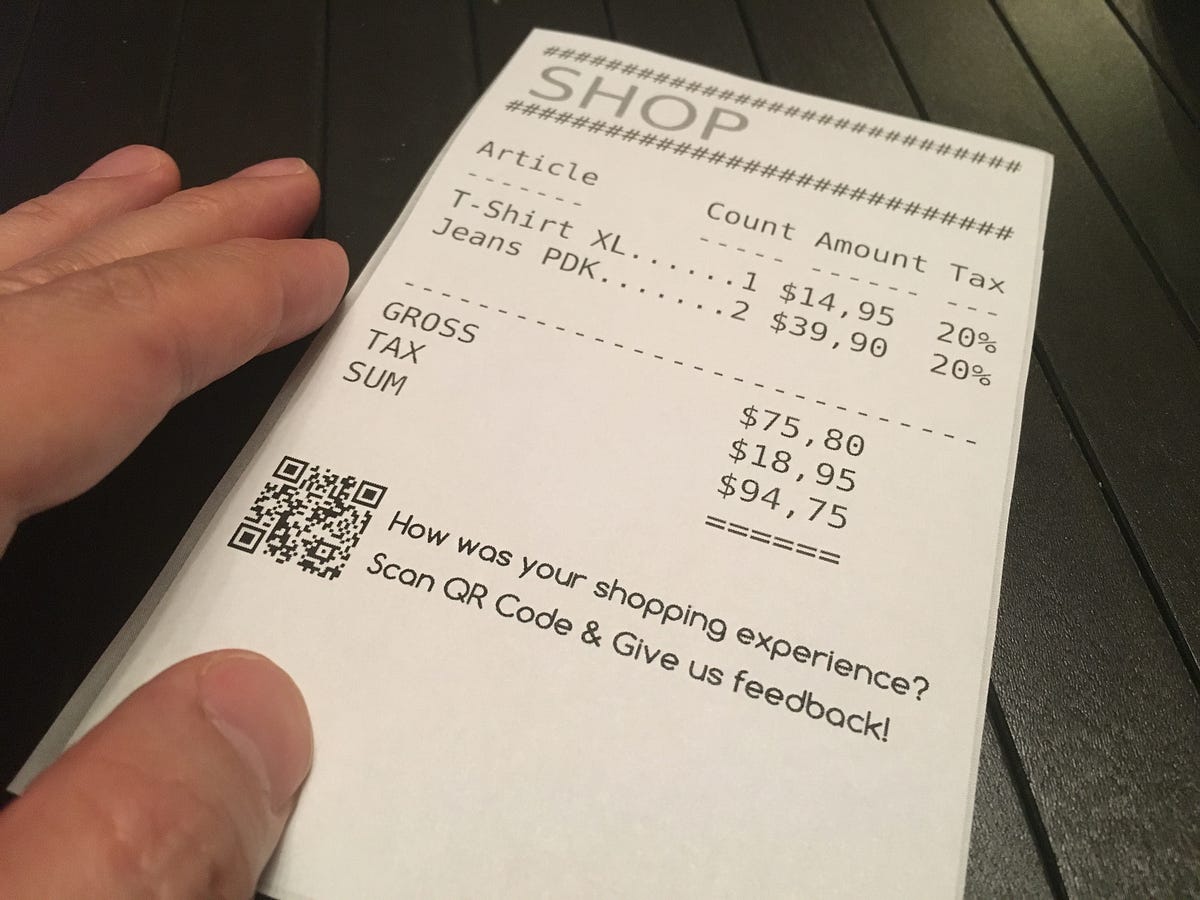 ##############################
SHOP
##############################
Article Count Amount Tax
------- ----- ------ ---
T-Shirt XL......1 $14,95 20%
Jeans PDK.......2 $39,90 20%
-------------------------------
GROSS $75,80
TAX $18,95
SUM $94,75
======
How was your shopping experience?
Scan QR Code & Give us feedback!